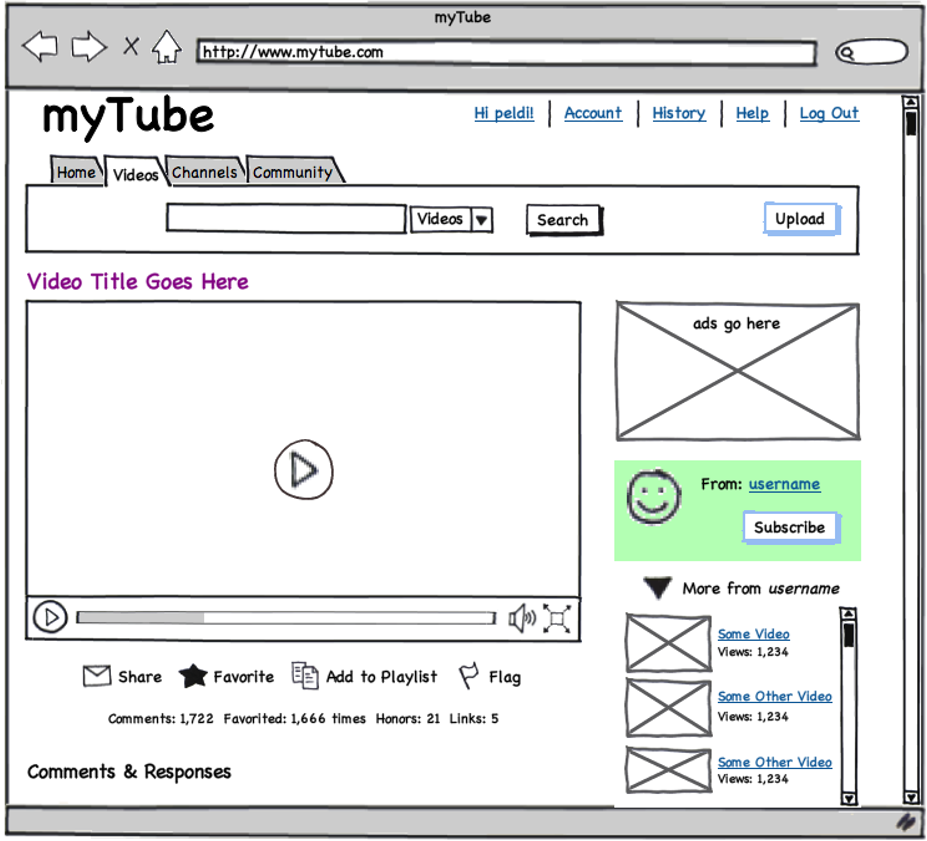 myTube
http://www.mytube.com
myTube
Hi peldi! Account History Help Log Out
Home Videos Channels Community
Videos Search Upload
Video Title Goes Here
ads go here
From: username
Subscribe
More from username
Some Video
Views: 1,234
Some Other Video
Views: 1,234
Some Other Video
Views: 1,234
Share Favorite Add to Playlist Flag
Comments: 1,722 Favorited: 1,666 times Honors: 21 Links: 5
Comments & Responses